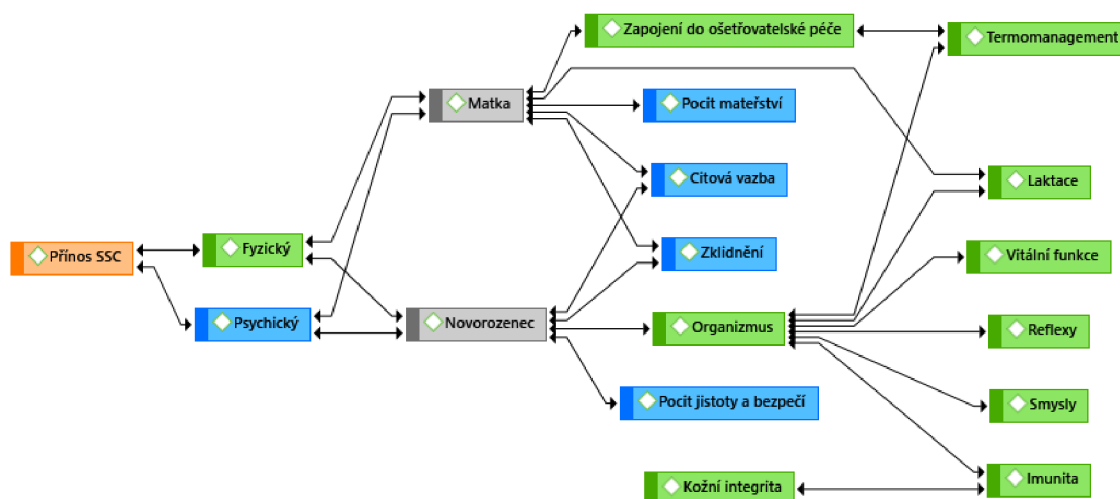 Zapojení do ošetřovatelské péče
Termomanagement
Matka
Pocit mateřství
Citová vazba
Laktace
Přínos SSC
Fyzický
Zklidnění
Vitální funkce
Psychický
Novorozenec
Organizmus
Reflexy
Pocit jistoty a bezpečí
Smysly
Kožní integrita
Imunita